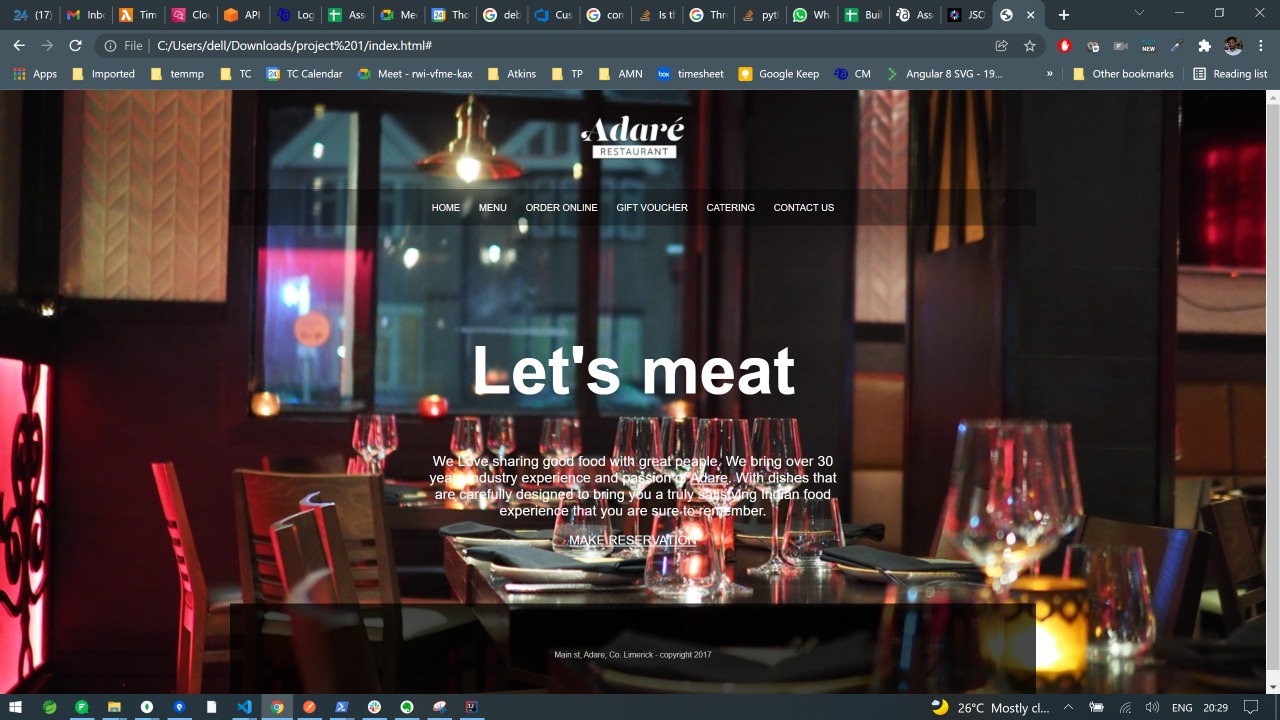 (17)
Inb
Tim
Clo
API
Log
Ass
Me
Tho
del
Cus
con
Is th
Thr
pyt
Wh
Buil
Ass
JSO
File | C:/Users/dell/Downloads/project%201/index.html#
NEW
Apps Imported temmp TC TC Calendar Meet - rwi-vfme-kax Atkins TP AMN box timesheet Google Keep CM Angular 8 SVG - 19... » Other bookmarks Reading list
Adaré
RESTAURANT
HOME MENU ORDER ONLINE GIFT VOUCHER CATERING CONTACT US
Let's meat
We Love sharing good food with great people. We bring over 30
years industry experience and passion of Adare. With dishes that
are carefully designed to bring you a truly satisfying Indian food
experience that you are sure to remember.
MAKE RESERVATION
Main st, Adare, Co. Limerick - copyright 2017
26°C Mostly cl... ENG 20:29